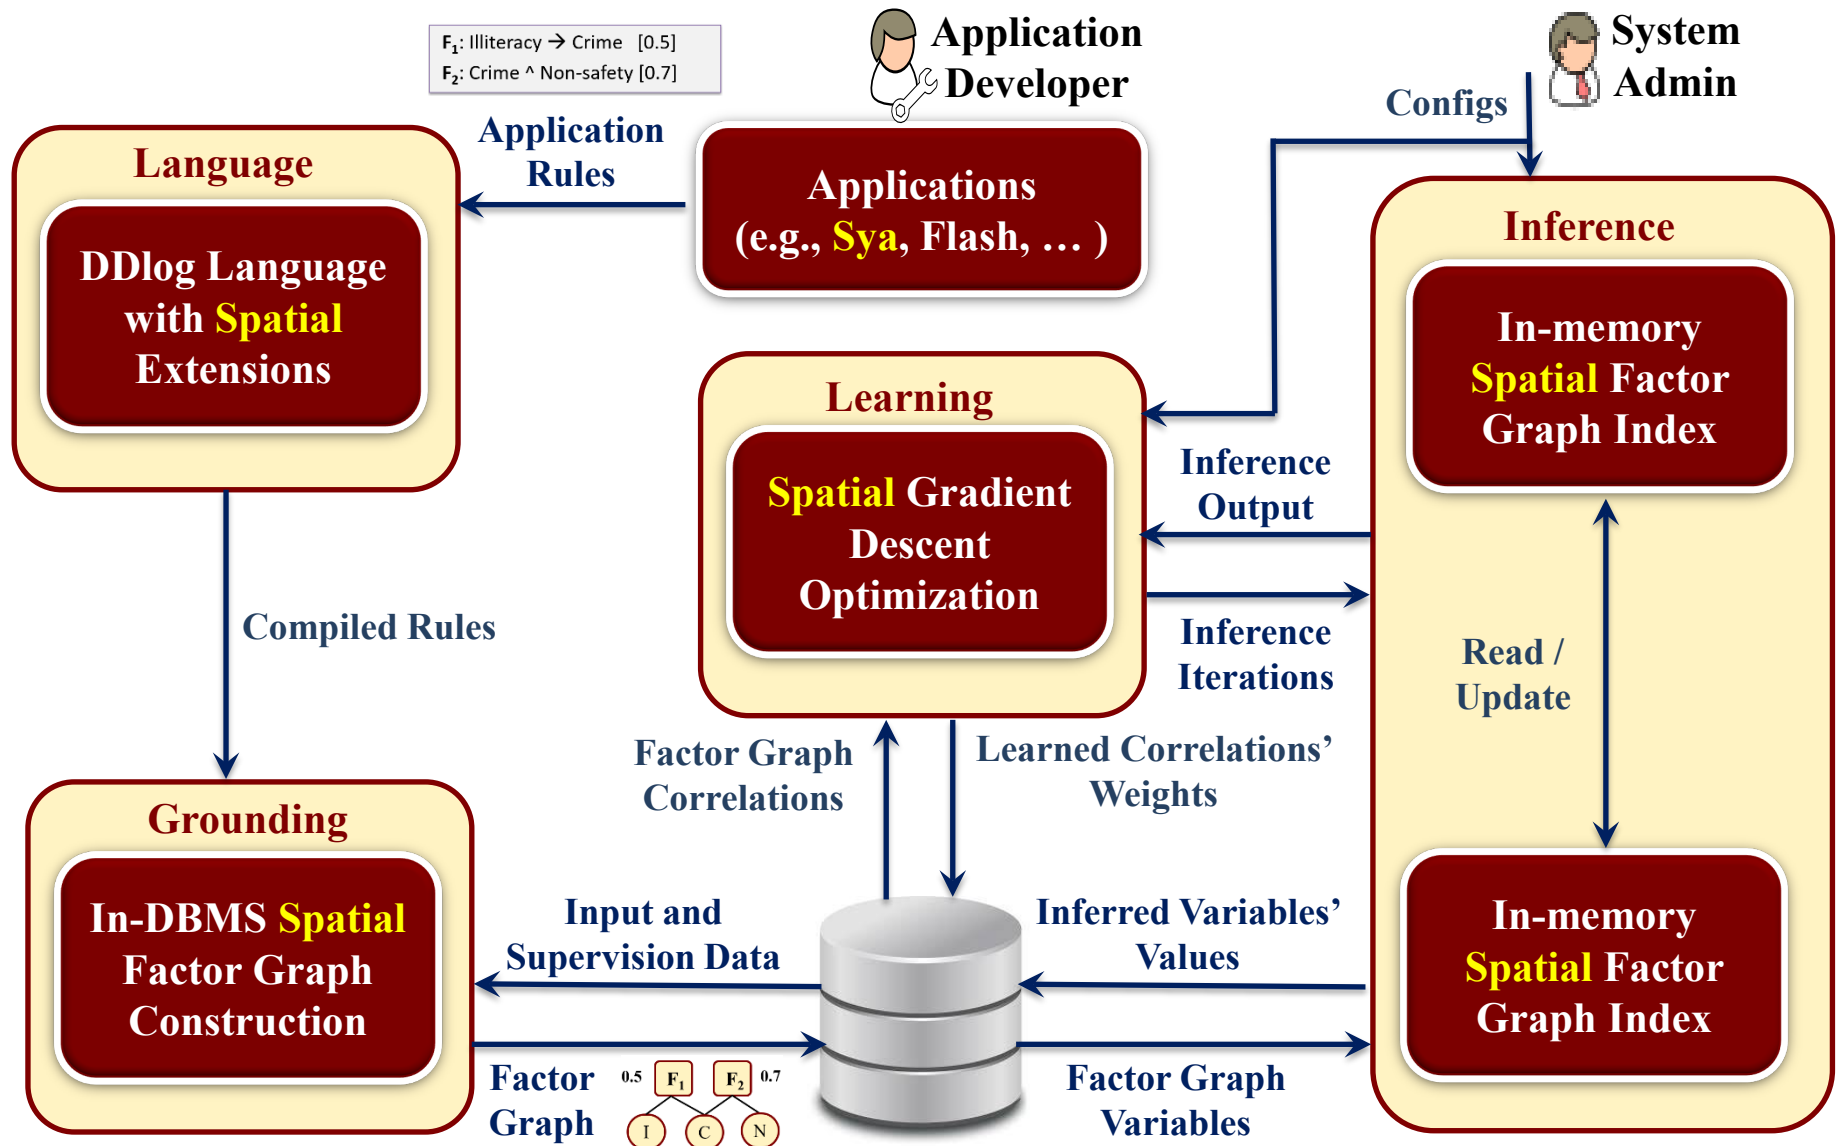 F1: Illiteracy → Crime [0.5]
F2: Crime ^ Non-safety [0.7]
Application
Developer
System
Admin
Configs
Application
Rules
Language
DDlog Language
with Spatial
Extensions
Applications
(e.g., Sya, Flash, … )
Inference
In-memory
Spatial Factor
Graph Index
Learning
Spatial Gradient
Descent
Optimization
Inference
Output
Inference
Iterations
Read /
Update
Compiled Rules
Factor Graph
Correlations
Learned Correlations’
Weights
Grounding
In-DBMS Spatial
Factor Graph
Construction
Input and
Supervision Data
Inferred Variables’
Values
In-memory
Spatial Factor
Graph Index
Factor
Graph
0.5 F1 F2 0.7
I C N
Factor Graph
Variables